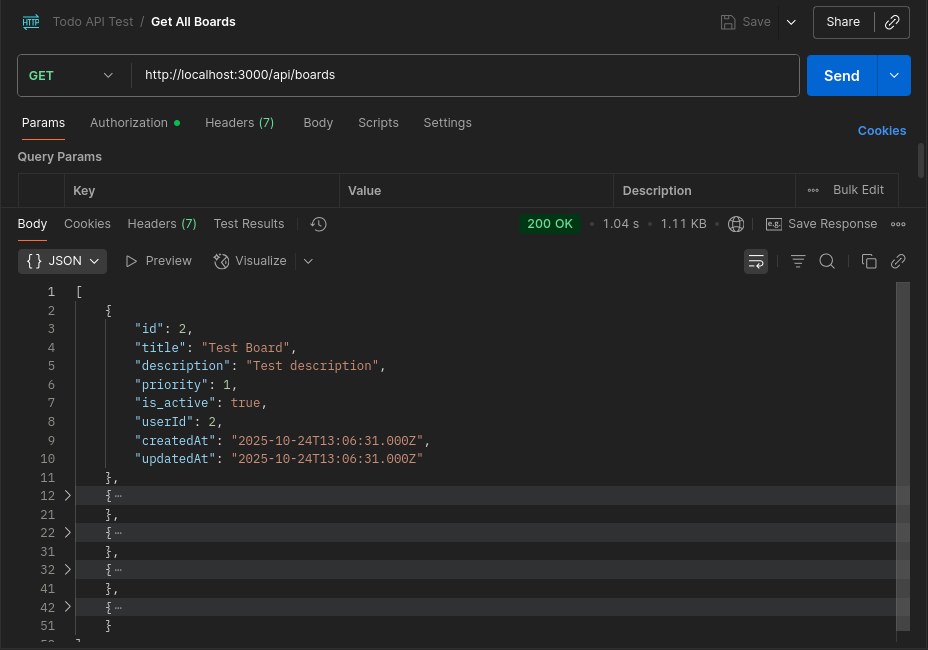 HTTP Todo API Test / Get All Boards Save Share
GET http://localhost:3000/api/boards Send
Params Authorization Headers (7) Body Scripts Settings Cookies
Query Params
Key Value Description Bulk Edit
Body Cookies Headers (7) Test Results 200 OK • 1.04 s • 1.11 KB e.g. Save Response
{ } JSON Preview Visualize
1 [
2 {
3 "id": 2,
4 "title": "Test Board",
5 "description": "Test description",
6 "priority": 1,
7 "is_active": true,
8 "userId": 2,
9 "createdAt": "2025-10-24T13:06:31.000Z",
10 "updatedAt": "2025-10-24T13:06:31.000Z"
11 },
12 { ⋯
21 },
22 { ⋯
31 },
32 { ⋯
41 },
42 { ⋯
51 }